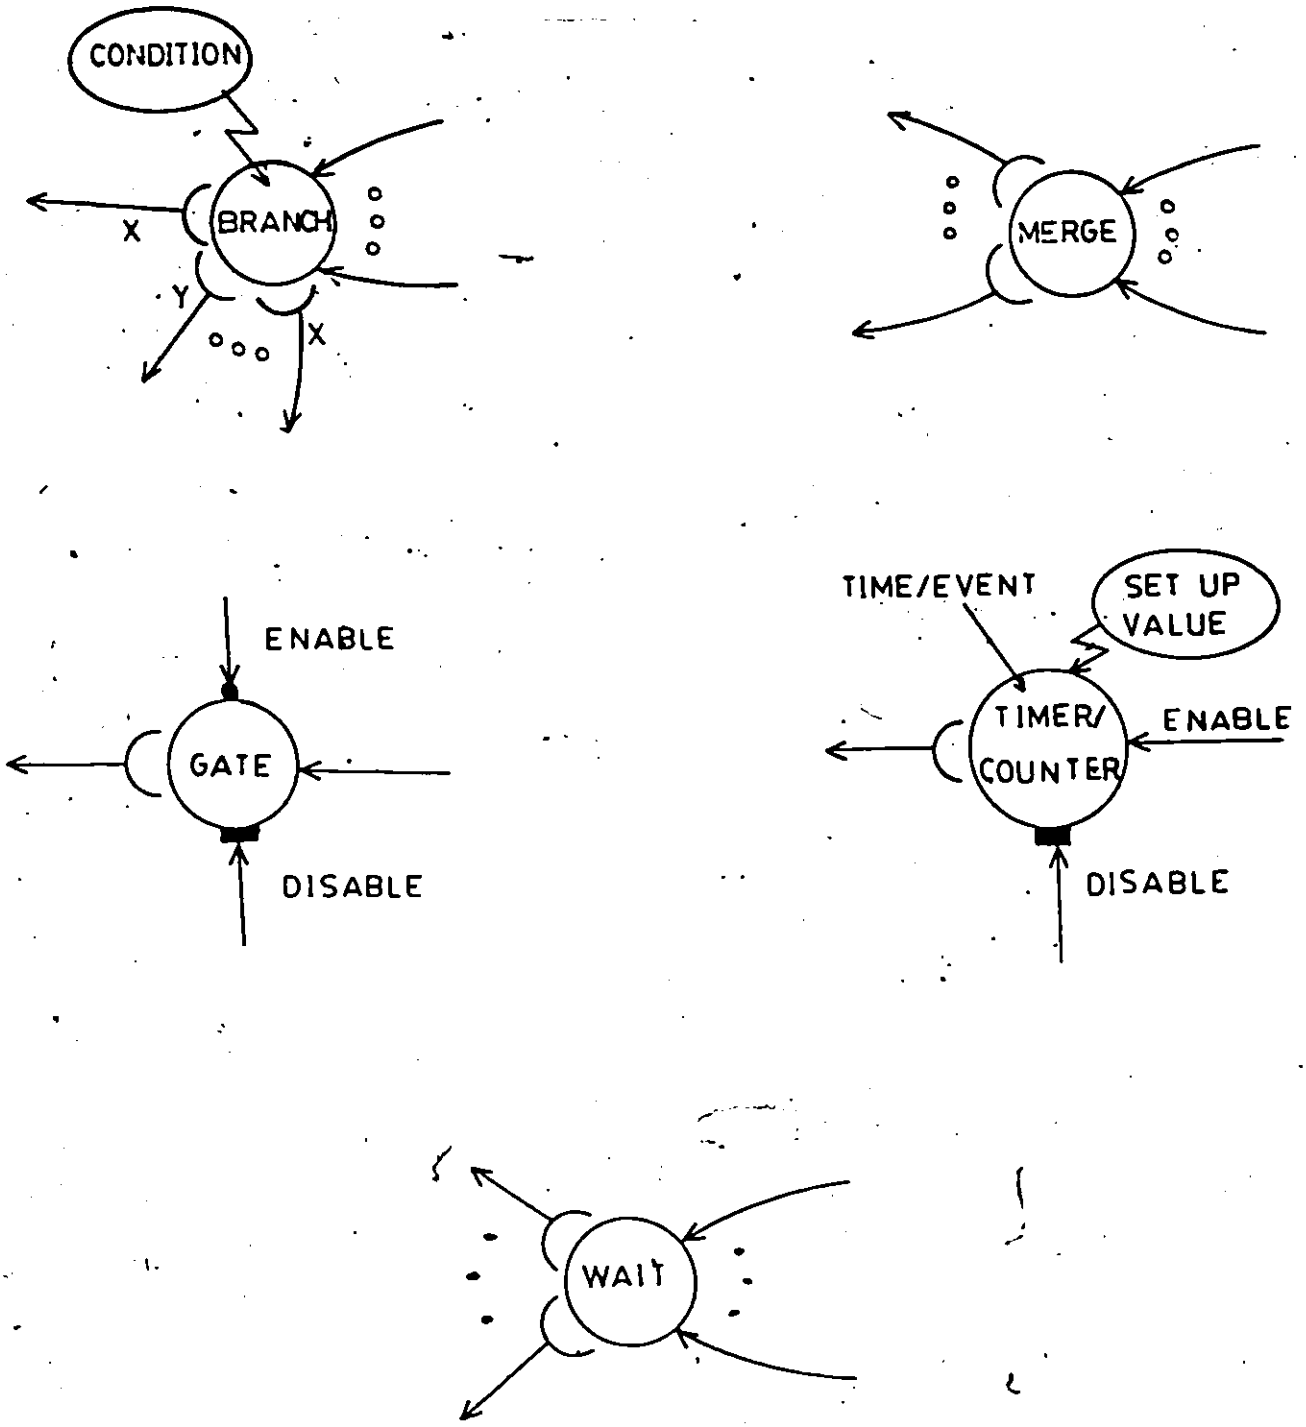 CONDITION
BRANCH
X
Y
X
MERGE
ENABLE
GATE
DISABLE
TIME/EVENT
SET UP
VALUE
TIMER/
COUNTER
ENABLE
DISABLE
WAIT